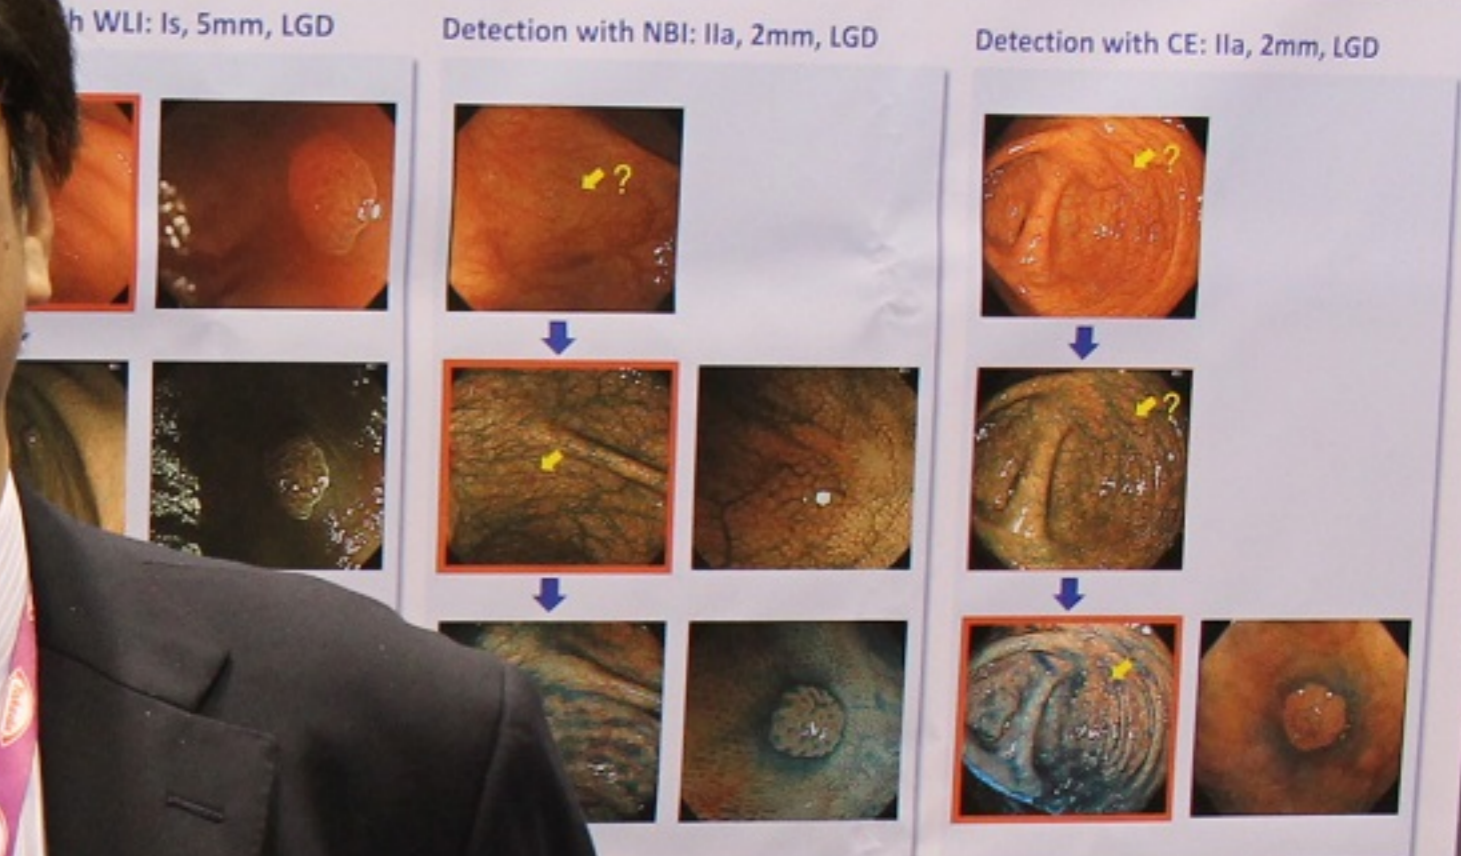 h WLI: Is, 5mm, LGD
Detection with NBI: IIa, 2mm, LGD
Detection with CE: IIa, 2mm, LGD
?
?
?